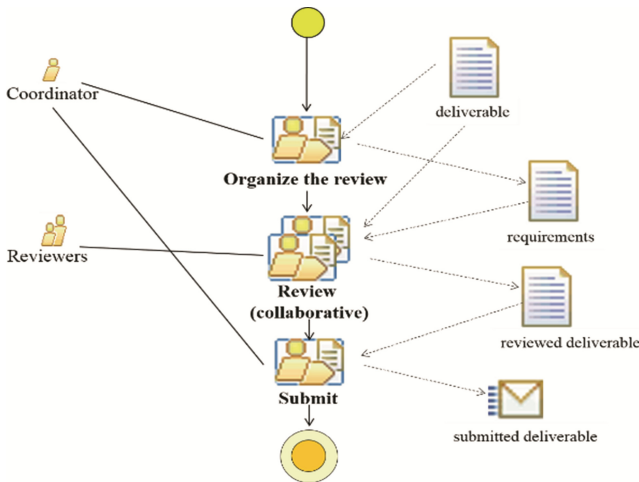 Coordinator
deliverable
Organize the review
requirements
Reviewers
Review
(collaborative)
reviewed deliverable
Submit
submitted deliverable